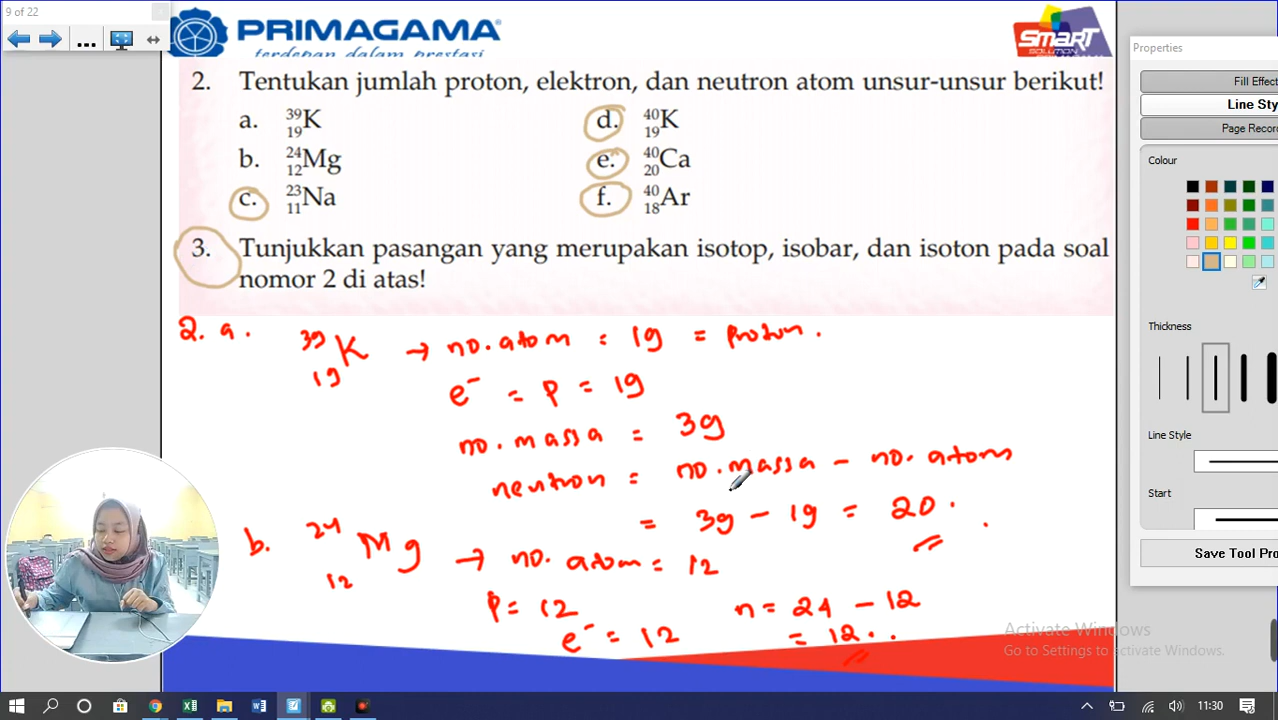 9 of 22
PRIMAGAMA
terdepan dalam prestasi
SMART
SOLUTION
Properties
Fill Effect
Line Sty
Page Record
Colour
Thickness
Line Style
Start
Save Tool Pro
2. Tentukan jumlah proton, elektron, dan neutron atom unsur-unsur berikut!
a. ³⁹₁₉K d. ⁴⁰₁₉K
b. ²⁴₁₂Mg e. ⁴⁰₂₀Ca
c. ²³₁₁Na f. ⁴⁰₁₈Ar
3. Tunjukkan pasangan yang merupakan isotop, isobar, dan isoton pada soal
nomor 2 di atas!
2. a. ³⁹₁₉K → no. atom = 19 = proton.
e⁻ = p = 19
no. massa = 39
neutron = no. massa - no. atom
= 39 - 19 = 20.
b. ²⁴₁₂Mg → no. atom = 12
p = 12 n = 24 - 12
e⁻ = 12 = 12.
Activate Windows
Go to Settings to activate Windows.
11:30